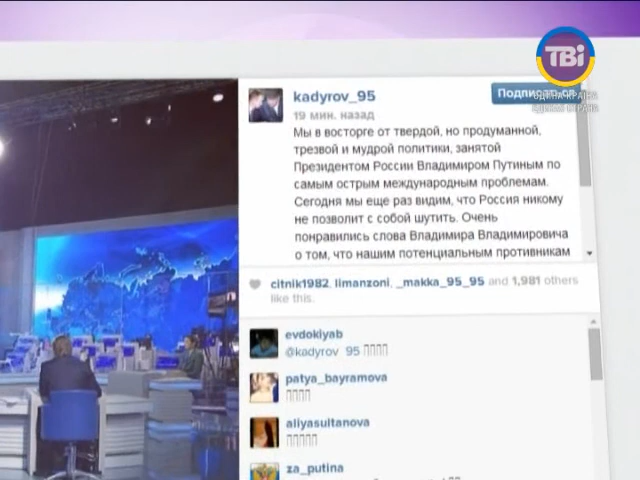 ТВі
kadyrov_95
Подписаться
19 мин. назад
Мы в восторге от твердой, но продуманной,
трезвой и мудрой политики, занятой
Президентом России Владимиром Путиным по
самым острым международным проблемам.
Сегодня мы еще раз видим, что Россия никому
не позволит с собой шутить. Очень
понравились слова Владимира Владимировича
о том, что нашим потенциальным противникам
citnik1982, limanzoni, _makka_95_95 and 1,981 others
like this.
evdokiyab
@kadyrov 95
patya_bayramova
aliyasultanova
za_putina